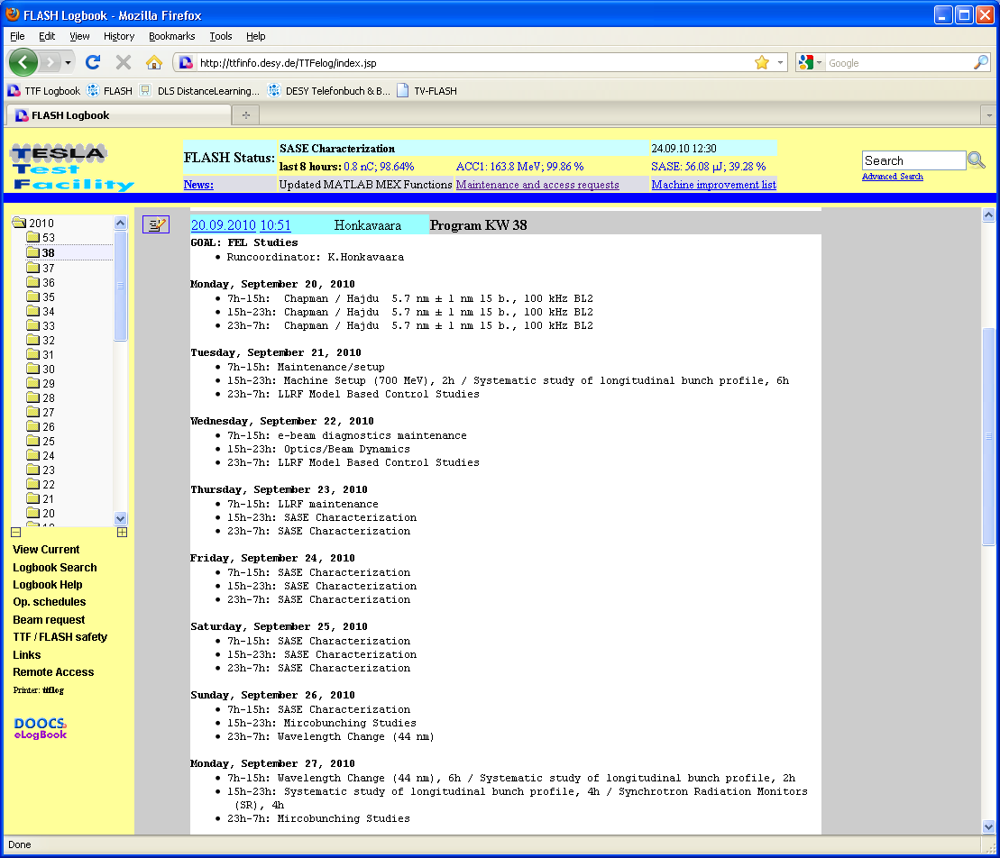 FLASH Logbook - Mozilla Firefox
File Edit View History Bookmarks Tools Help
http://ttfinfo.desy.de/TTFelog/index.jsp
Google
TTF Logbook FLASH DLS DistanceLearning... DESY Telefonbuch & B... TV-FLASH
FLASH Logbook
TESLA
Test
Facility
FLASH Status:
SASE Characterization 24.09.10 12:30
last 8 hours: 0.8 nC; 98.64% ACC1: 163.8 MeV; 99.86 % SASE: 56.08 µJ; 39.28 %
News: Updated MATLAB MEX Functions Maintenance and access requests Machine improvement list
Search
Advanced Search
2010
53
38
37
36
35
34
33
32
31
30
29
28
27
26
25
24
23
22
21
20
View Current
Logbook Search
Logbook Help
Op. schedules
Beam request
TTF / FLASH safety
Links
Remote Access
Printer: ttflog
DOOCS
eLogBook
20.09.2010 10:51 Honkavaara Program KW 38
GOAL: FEL Studies
• Runcoordinator: K.Honkavaara
Monday, September 20, 2010
• 7h-15h: Chapman / Hajdu 5.7 nm ± 1 nm 15 b., 100 kHz BL2
• 15h-23h: Chapman / Hajdu 5.7 nm ± 1 nm 15 b., 100 kHz BL2
• 23h-7h: Chapman / Hajdu 5.7 nm ± 1 nm 15 b., 100 kHz BL2
Tuesday, September 21, 2010
• 7h-15h: Maintenance/setup
• 15h-23h: Machine Setup (700 MeV), 2h / Systematic study of longitudinal bunch profile, 6h
• 23h-7h: LLRF Model Based Control Studies
Wednesday, September 22, 2010
• 7h-15h: e-beam diagnostics maintenance
• 15h-23h: Optics/Beam Dynamics
• 23h-7h: LLRF Model Based Control Studies
Thursday, September 23, 2010
• 7h-15h: LLRF maintenance
• 15h-23h: SASE Characterization
• 23h-7h: SASE Characterization
Friday, September 24, 2010
• 7h-15h: SASE Characterization
• 15h-23h: SASE Characterization
• 23h-7h: SASE Characterization
Saturday, September 25, 2010
• 7h-15h: SASE Characterization
• 15h-23h: SASE Characterization
• 23h-7h: SASE Characterization
Sunday, September 26, 2010
• 7h-15h: SASE Characterization
• 15h-23h: Mircobunching Studies
• 23h-7h: Wavelength Change (44 nm)
Monday, September 27, 2010
• 7h-15h: Wavelength Change (44 nm), 6h / Systematic study of longitudinal bunch profile, 2h
• 15h-23h: Systematic study of longitudinal bunch profile, 4h / Synchrotron Radiation Monitors
(SR), 4h
• 23h-7h: Mircobunching Studies
Done